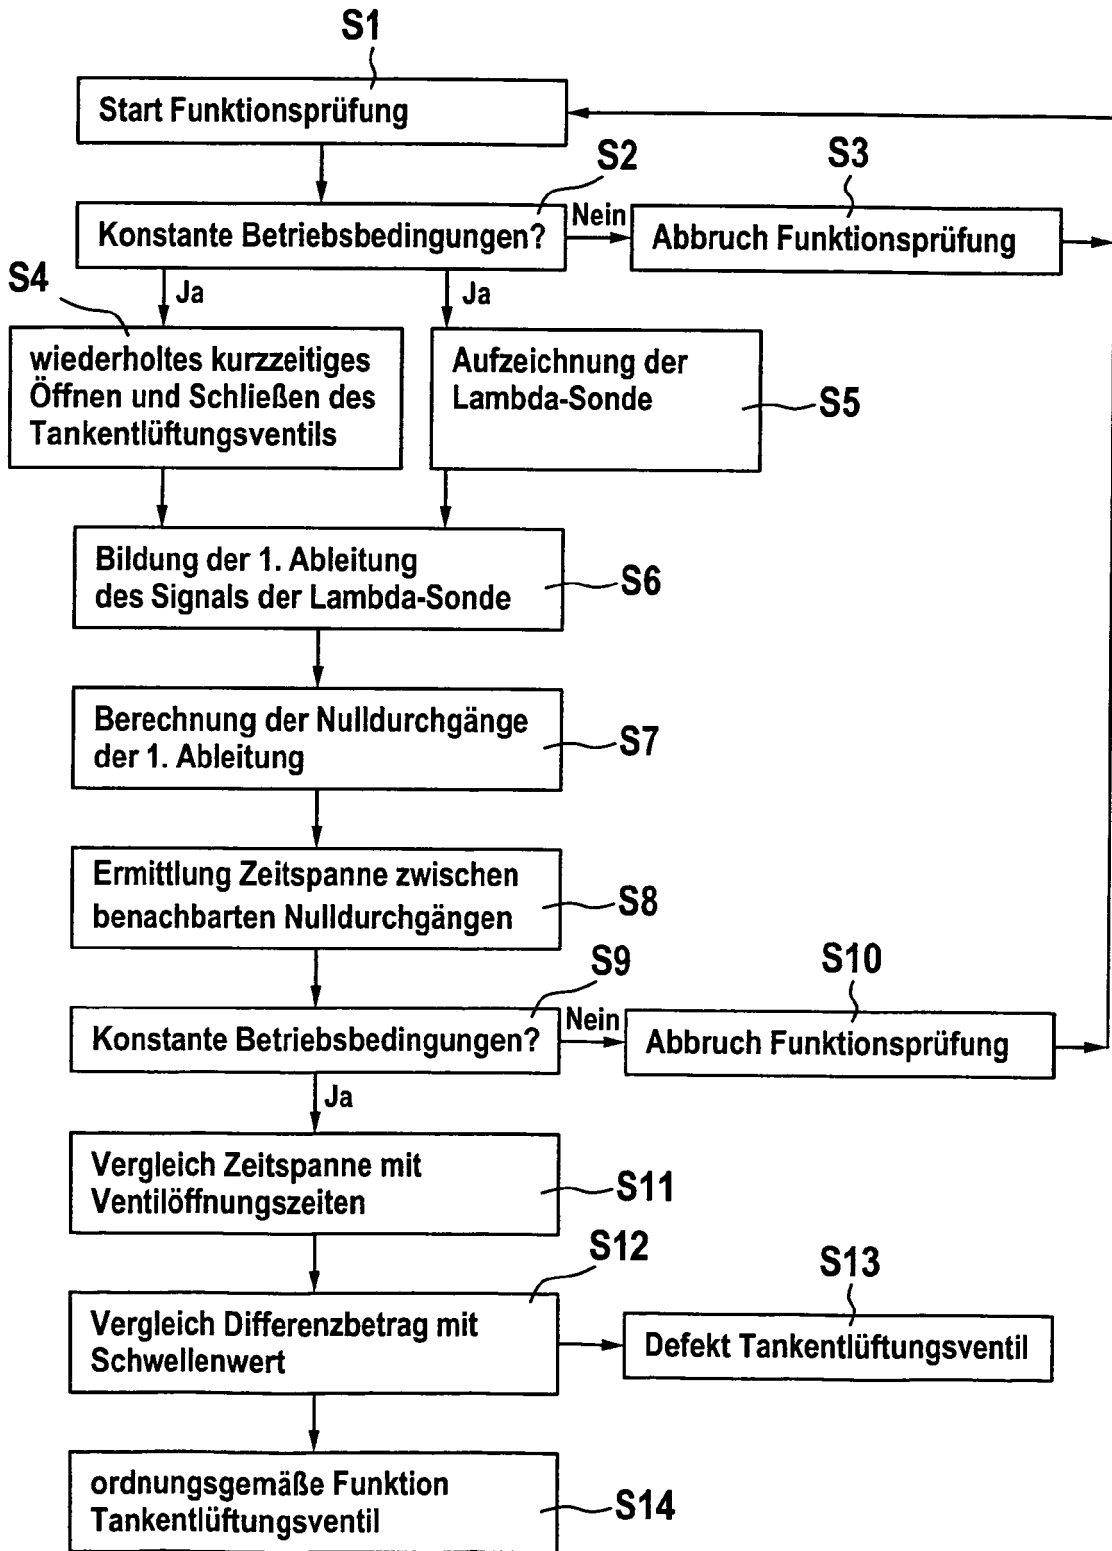 S1
Start Funktionsprüfung
S2
S3
Konstante Betriebsbedingungen?
Nein
Abbruch Funktionsprüfung
S4
Ja
Ja
wiederholtes kurzzeitiges
Öffnen und Schließen des
Tankentlüftungsventils
Aufzeichnung der
Lambda-Sonde
S5
Bildung der 1. Ableitung
des Signals der Lambda-Sonde
S6
Berechnung der Nulldurchgänge
der 1. Ableitung
S7
Ermittlung Zeitspanne zwischen
benachbarten Nulldurchgängen
S8
S9
S10
Konstante Betriebsbedingungen?
Nein
Abbruch Funktionsprüfung
Ja
Vergleich Zeitspanne mit
Ventilöffnungszeiten
S11
S12
S13
Vergleich Differenzbetrag mit
Schwellenwert
Defekt Tankentlüftungsventil
ordnungsgemäße Funktion
Tankentlüftungsventil
S14